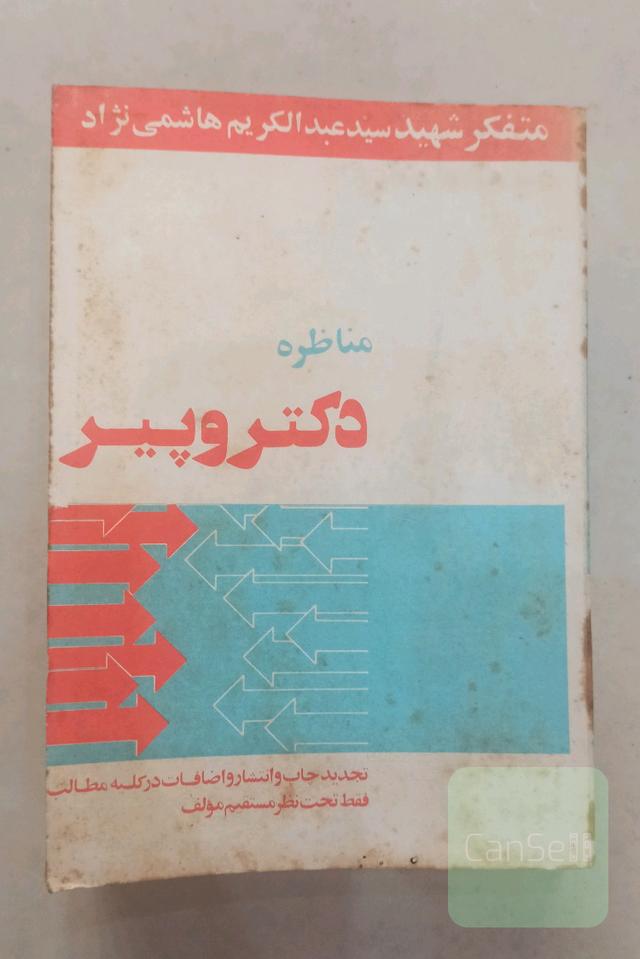 متفکر شهید سید عبدالکریم هاشمی نژاد
مناظره
دکتر و پیر
تجدید چاپ و انتشار و اضافات در کلیه مطالب
فقط تحت نظر مستقیم مؤلف
CanSell